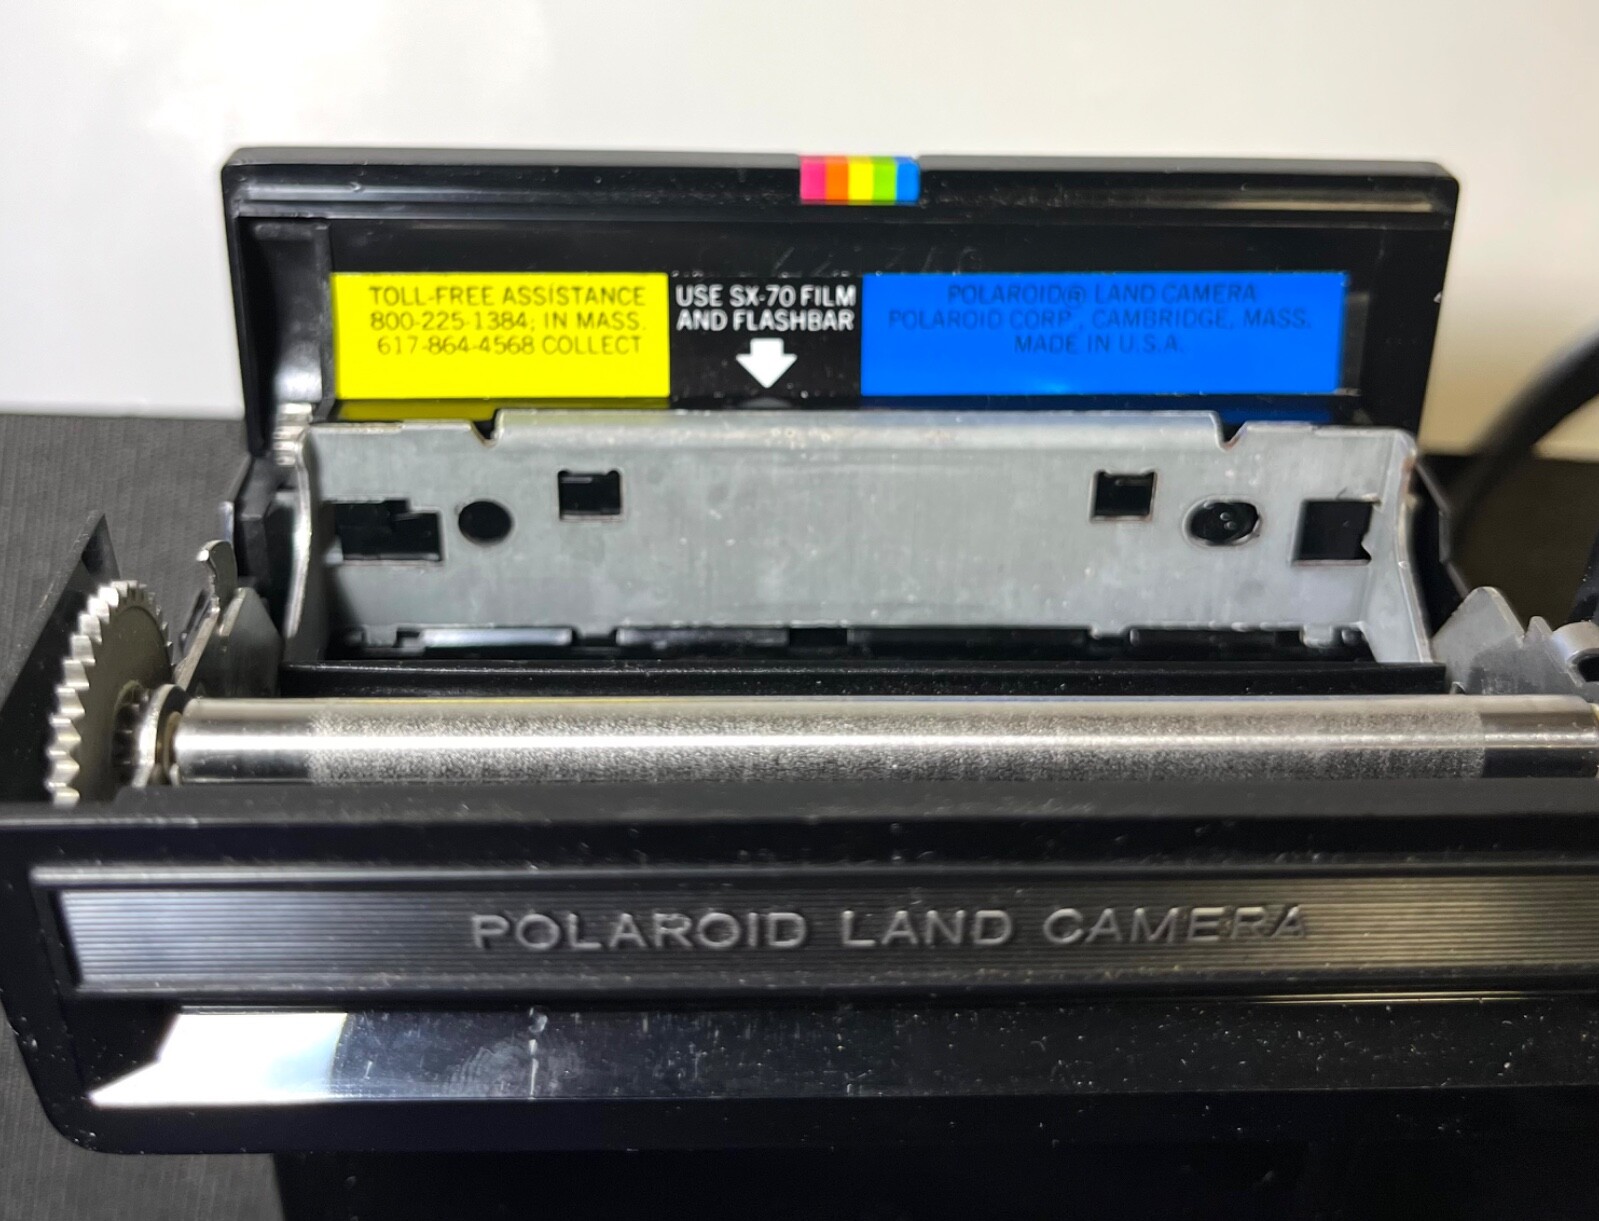 TOLL-FREE ASSISTANCE
800-225-1384; IN MASS.
617-864-4568 COLLECT
USE SX-70 FILM
AND FLASHBAR
POLAROID® LAND CAMERA
POLAROID CORP., CAMBRIDGE, MASS.
MADE IN U.S.A.
POLAROID LAND CAMERA